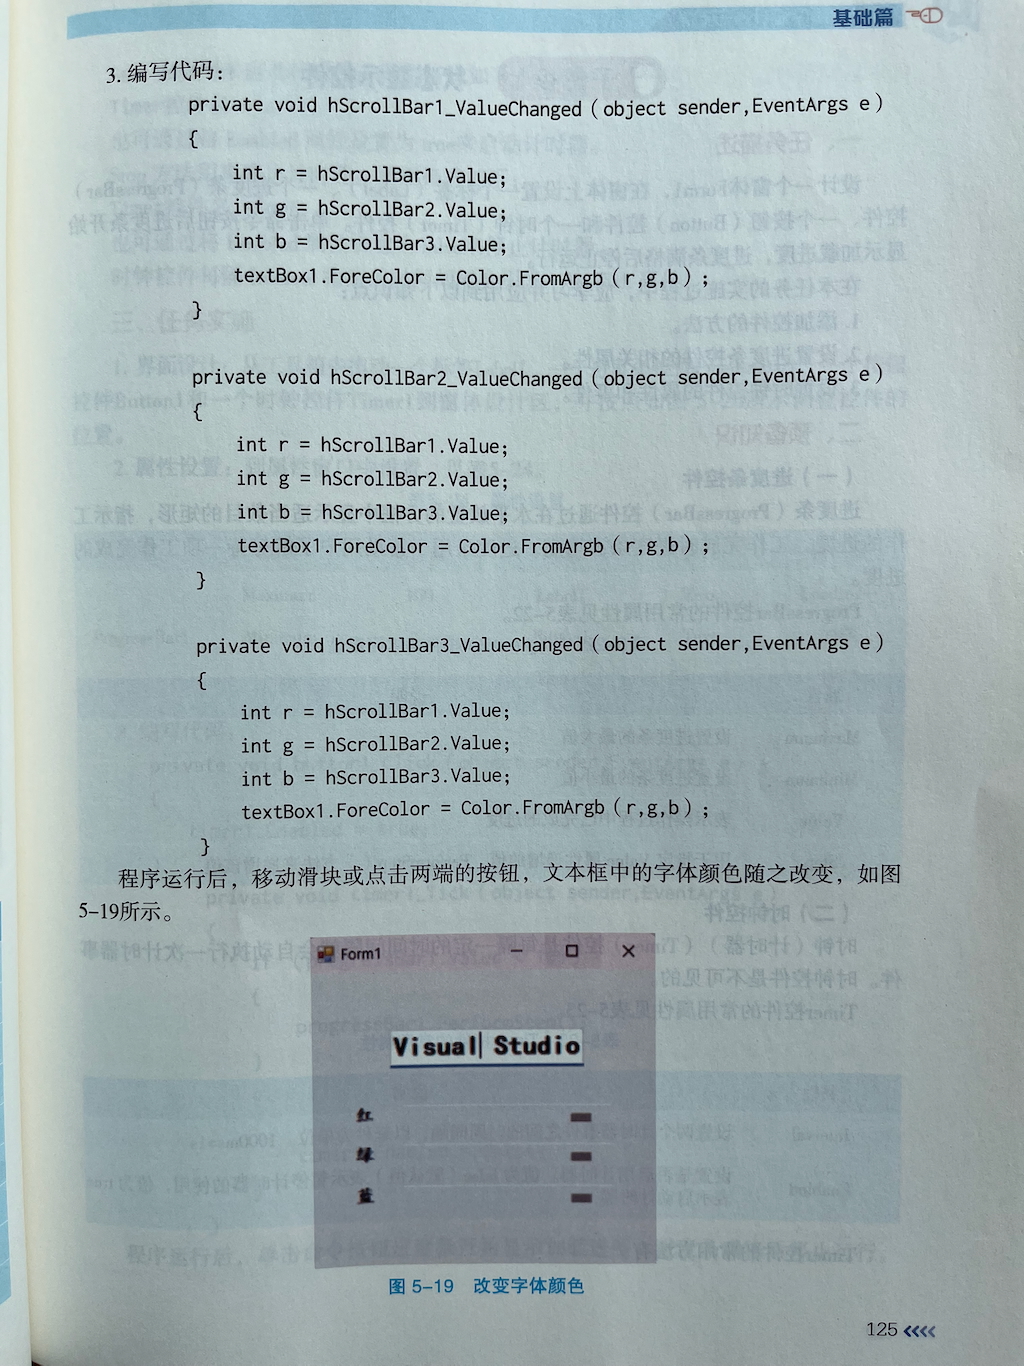 基础篇
3. 编写代码：
private void hScrollBar1_ValueChanged（object sender,EventArgs e）
{
int r = hScrollBar1.Value;
int g = hScrollBar2.Value;
int b = hScrollBar3.Value;
textBox1.ForeColor = Color.FromArgb（r,g,b）;
}
private void hScrollBar2_ValueChanged（object sender,EventArgs e）
{
int r = hScrollBar1.Value;
int g = hScrollBar2.Value;
int b = hScrollBar3.Value;
textBox1.ForeColor = Color.FromArgb（r,g,b）;
}
private void hScrollBar3_ValueChanged（object sender,EventArgs e）
{
int r = hScrollBar1.Value;
int g = hScrollBar2.Value;
int b = hScrollBar3.Value;
textBox1.ForeColor = Color.FromArgb（r,g,b）;
}
程序运行后，移动滑块或点击两端的按钮，文本框中的字体颜色随之改变，如图
5-19所示。
Form1
Visual Studio
红
绿
蓝
图 5-19 改变字体颜色
125